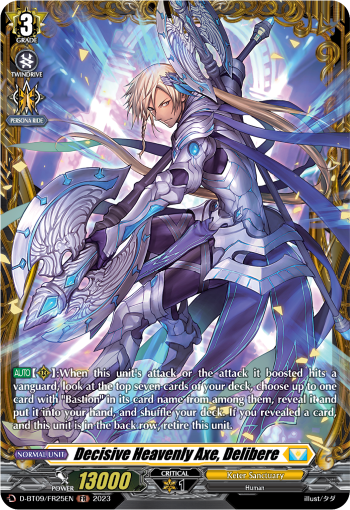 3
GRADE
TWINDRIVE
PERSONA RIDE
AUTO [R]:When this unit's attack or the attack it boosted hits a
vanguard, look at the top seven cards of your deck, choose up to one
card with "Bastion" in its card name from among them, reveal it and
put it into your hand, and shuffle your deck. If you revealed a card,
and this unit is in the back row, retire this unit.
NORMAL UNIT Decisive Heavenly Axe, Delibere
POWER 13000 CRITICAL 1 Keter Sanctuary
Human
D-BT09/FR25EN FR 2023 illust/タダ